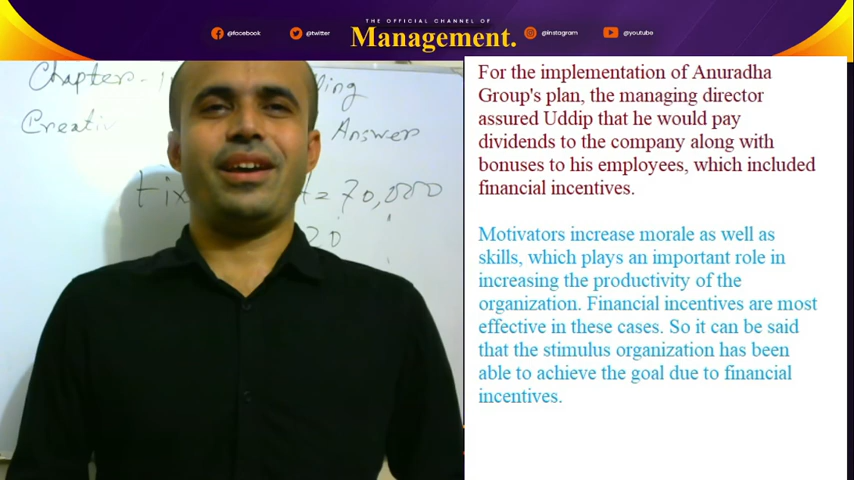 THE OFFICIAL CHANNEL OF
@facebook
@twitter
Management.
@instagram
@youtube
Chapter-
Answer
= 70,000
For the implementation of Anuradha
Group's plan, the managing director
assured Uddip that he would pay
dividends to the company along with
bonuses to his employees, which included
financial incentives.
Motivators increase morale as well as
skills, which plays an important role in
increasing the productivity of the
organization. Financial incentives are most
effective in these cases. So it can be said
that the stimulus organization has been
able to achieve the goal due to financial
incentives.